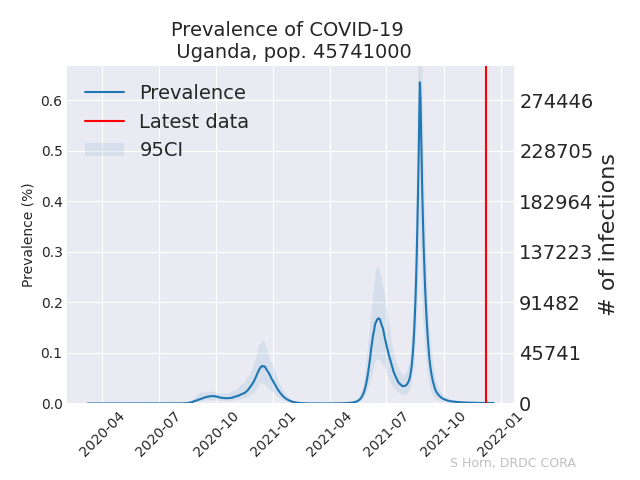 Prevalence of COVID-19
Uganda, pop. 45741000
Prevalence
Latest data
95CI
Prevalence (%)
0.6
0.5
0.4
0.3
0.2
0.1
0.0
274446
228705
182964
137223
91482
45741
0
# of infections
2020-04
2020-07
2020-10
2021-01
2021-04
2021-07
2021-10
2022-01
S Horn, DRDC CORA